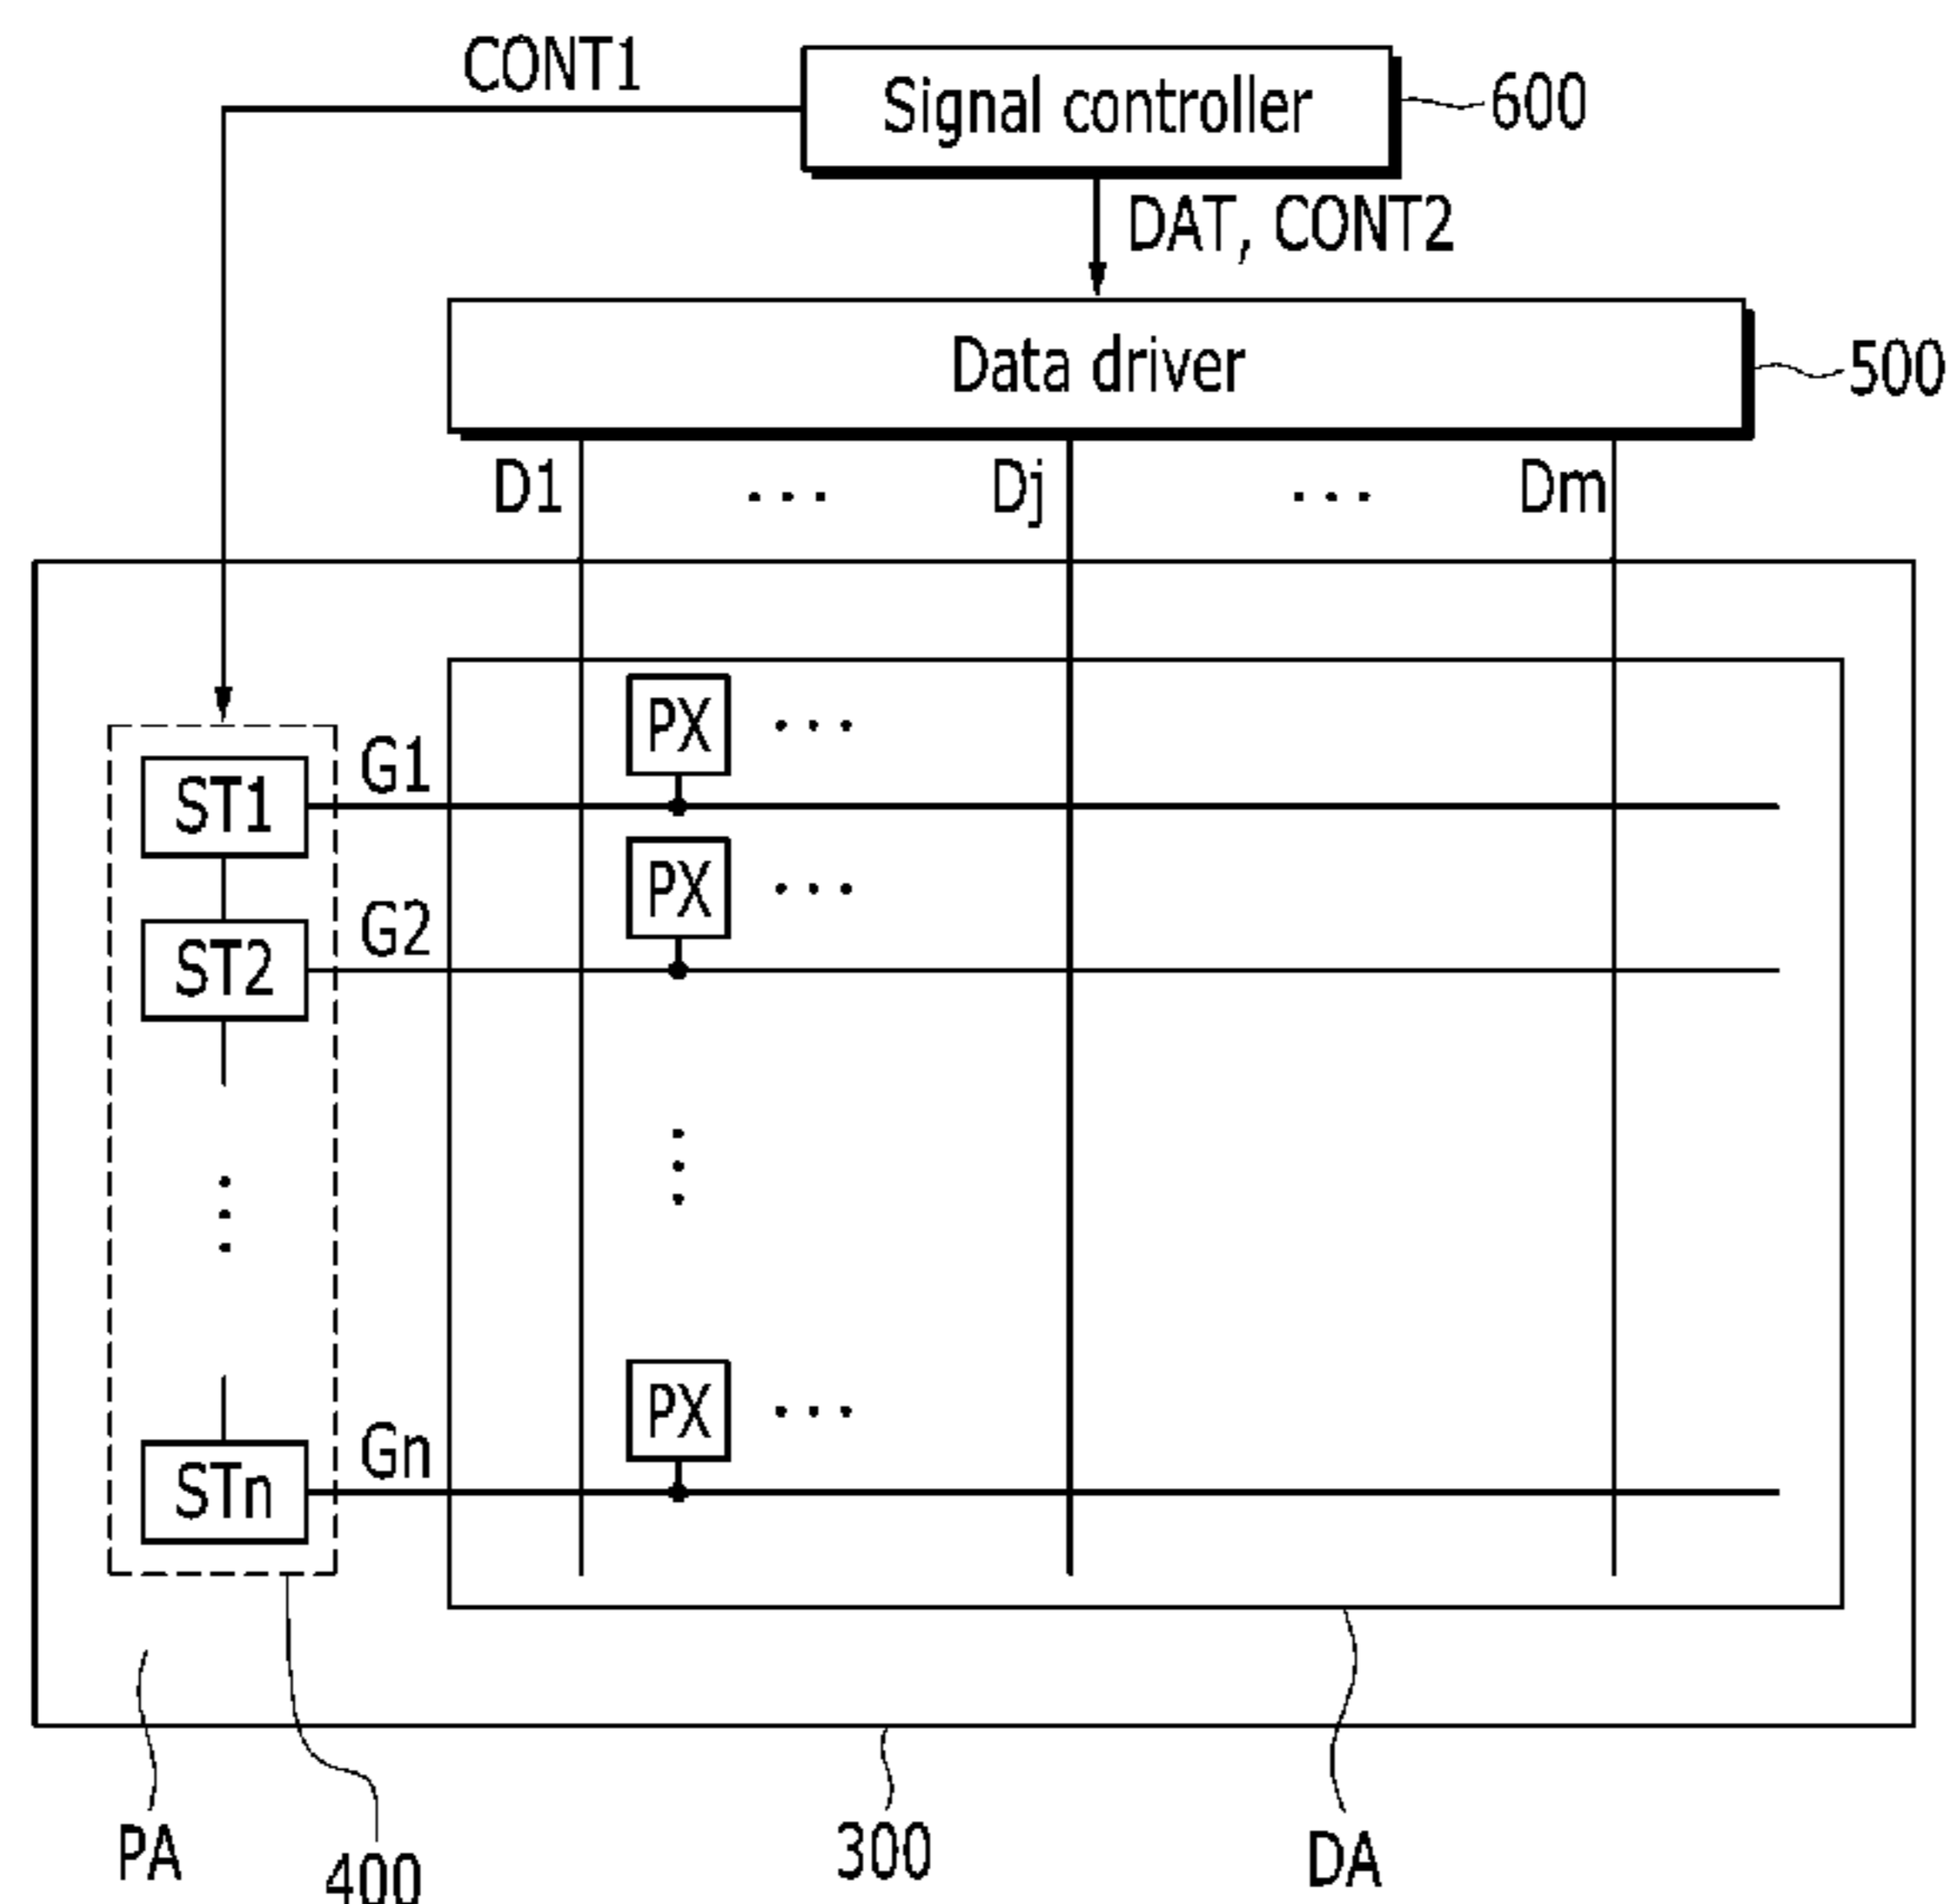 CONT1
Signal controller
600
DAT, CONT2
Data driver
500
D1 ... Dj ... Dm
PX ...
ST1
G1
PX ...
ST2
G2
PX ...
STn
Gn
PA
400
300
DA